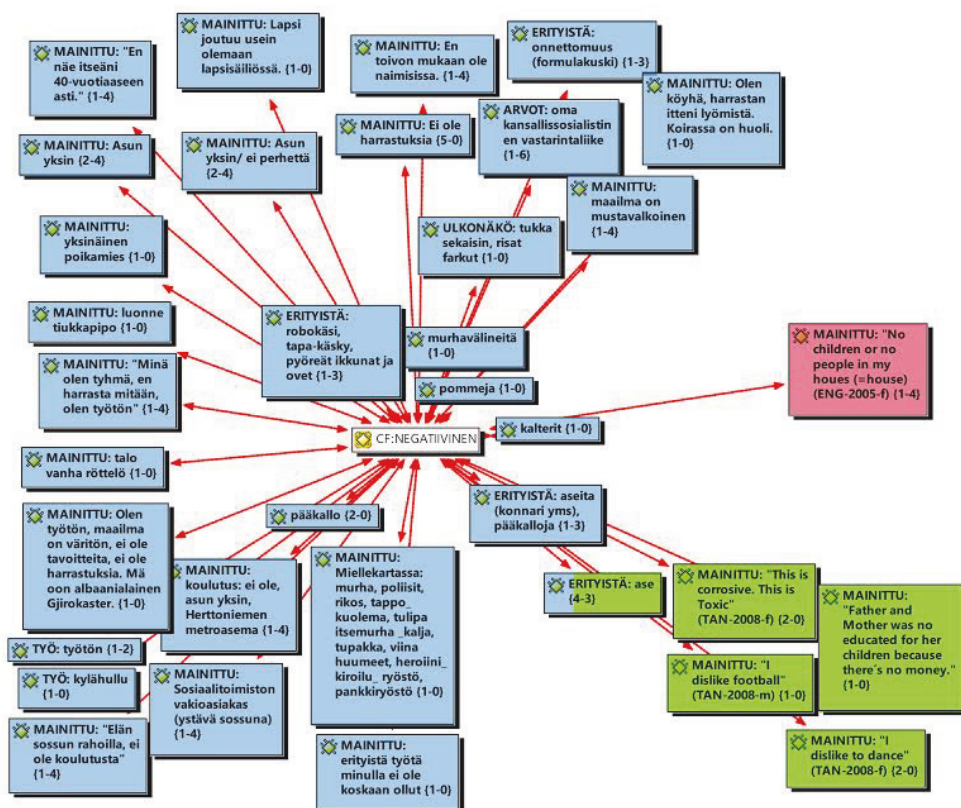 MAINITTU: "En
näe itseäni
40-vuotiaaseen
asti." {1-4}
MAINITTU: Lapsi
joutuu usein
olemaan
lapsisäiliössä.
{1-0}
MAINITTU: En
toivon mukaan ole
naimisissa. {1-4}
ERITYISTÄ:
onnettomuus
(formulakuski) {1-3}
MAINITTU: Olen
köyhä, harrastan
itteni lyömistä.
Koirassa on huoli.
{1-0}
MAINITTU: Asun
yksin {2-4}
MAINITTU: Asun
yksin/ ei perhettä
{2-4}
MAINITTU: Ei ole
harrastuksia {5-0}
ARVOT: oma
kansallissosialistin
en vastarintaliike
{1-6}
MAINITTU:
maailma on
mustavalkoinen
{1-4}
MAINITTU:
yksinäinen
poikamies {1-0}
ULKONÄKÖ: tukka
sekaisin, risat
farkut {1-0}
MAINITTU: luonne
tiukkapipo {1-0}
ERITYISTÄ:
robokäsi,
tapa-käsky,
pyöreät ikkunat ja
ovet {1-3}
murhavälineitä
{1-0}
MAINITTU: "No
children or no
people in my
houes (=house)
(ENG-2005-f) {1-4}
MAINITTU: "Minä
olen tyhmä, en
harrasta mitään,
olen työtön" {1-4}
pommeja {1-0}
kalterit {1-0}
CF:NEGATIIVINEN
MAINITTU: talo
vanha röttelö {1-0}
MAINITTU: Olen
työtön, maailma
on väritön, ei ole
tavoitteita, ei ole
harrastuksia. Mä
oon albaanialainen
Gjirokaster. {1-0}
pääkallo {2-0}
ERITYISTÄ: aseita
(konnari yms),
pääkalloja {1-3}
MAINITTU:
koulutus: ei ole,
asun yksin,
Herttoniemen
metroasema {1-4}
MAINITTU:
Miellekartassa:
murha, poliisit,
rikos, tappo_
kuolema, tulipa
itsemurha _kalja,
tupakka, viina
huumeet, heroiini_
kiroilu_ ryöstö,
pankkiryöstö {1-0}
ERITYISTÄ: ase
{4-3}
MAINITTU: "This is
corrosive. This is
Toxic"
(TAN-2008-f) {2-0}
MAINITTU:
"Father and
Mother was no
educated for her
children because
there´s no money."
{1-0}
TYÖ: työtön {1-2}
TYÖ: kylähullu
{1-0}
MAINITTU:
Sosiaalitoimiston
vakioasiakas
(ystävä sossuna)
{1-4}
MAINITTU: "I
dislike football"
(TAN-2008-m) {1-0}
MAINITTU: "Elän
sossun rahoilla, ei
ole koulutusta"
{1-4}
MAINITTU:
erityistä työtä
minulla ei ole
koskaan ollut {1-0}
MAINITTU: "I
dislike to dance"
(TAN-2008-f) {2-0}